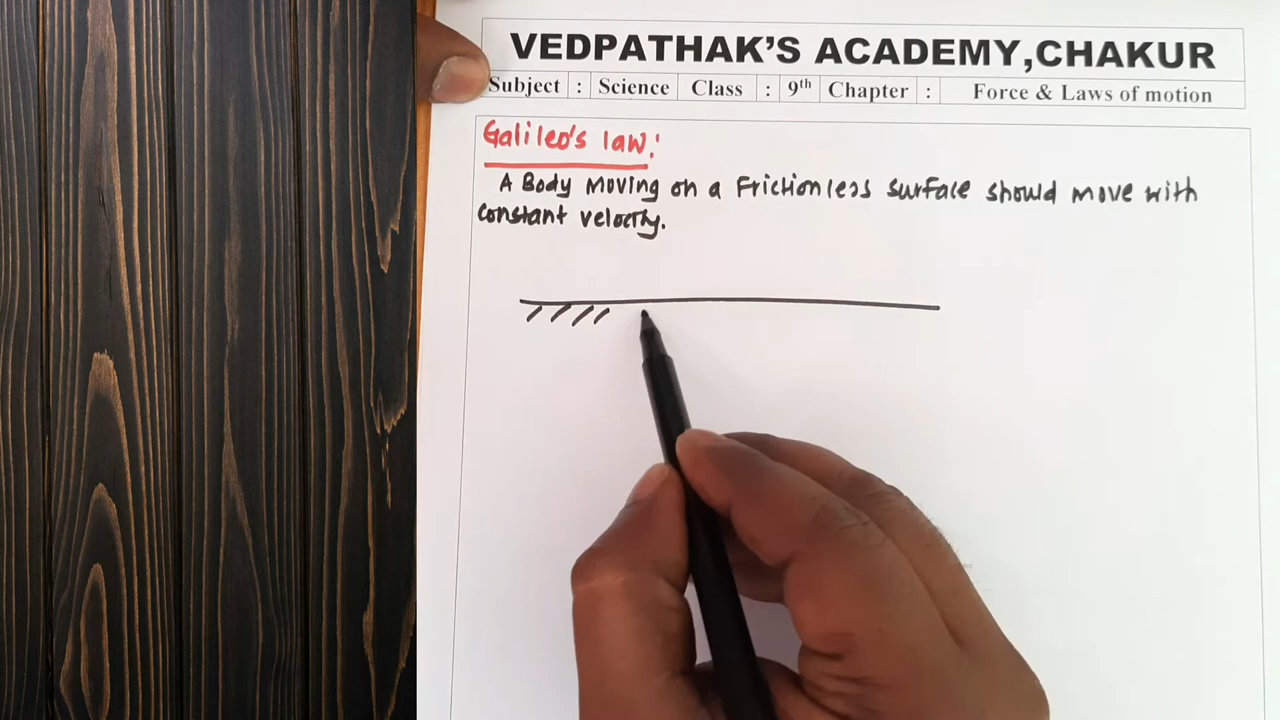 VEDPATHAK'S ACADEMY,CHAKUR
Subject : Science Class : 9th Chapter : Force & Laws of motion
Galileo's law:
A Body moving on a Frictionless surface should move with
constant velocity.